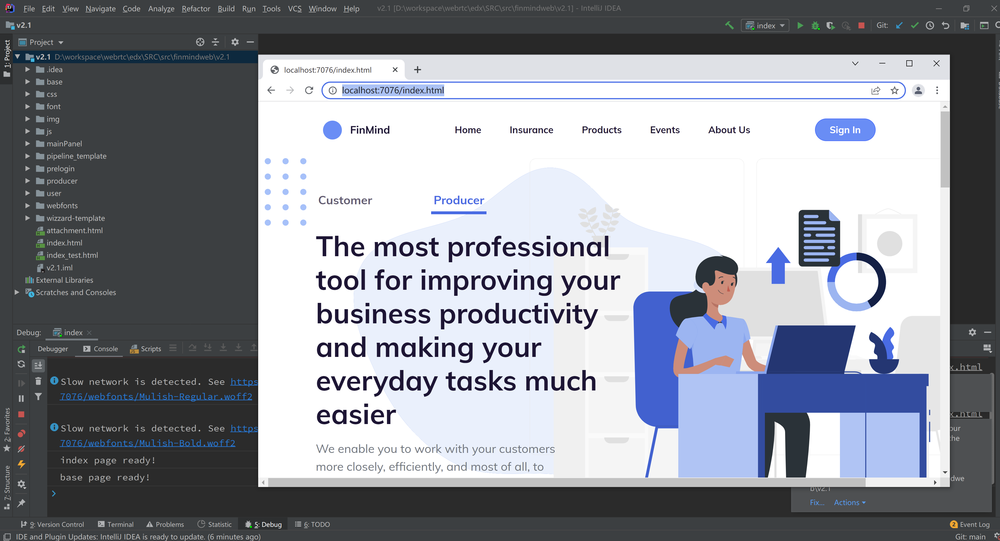 File Edit View Navigate Code Analyze Refactor Build Run Tools VCS Window Help v2.1 [D:\workspace\webrtc\edx\SRC\src\finmindweb\v2.1] - IntelliJ IDEA
v2.1
index
Git:
1: Project
Project
v2.1 D:\workspace\webrtc\edx\SRC\src\finmindweb\v2.1
.idea
base
css
font
img
js
mainPanel
pipeline_template
prelogin
producer
user
webfonts
wizzard-template
attachment.html
index.html
index_test.html
v2.1.iml
External Libraries
Scratches and Consoles
localhost:7076/index.html
localhost:7076/index.html
FinMind Home Insurance Products Events About Us Sign In
Customer Producer
The most professional
tool for improving your
business productivity
and making your
everyday tasks much
easier
We enable you to work with your customers
more closely, efficiently, and most of all, to
Debug: index
Debugger Console Scripts
Slow network is detected. See https
7076/webfonts/Mulish-Regular.woff2
Slow network is detected. See https
7076/webfonts/Mulish-Bold.woff2
index page ready!
base page ready!
x.html
x.html
our
the
dwe
b\v2.1
Fix... Actions
2: Favorites
7: Structure
9: Version Control Terminal Problems Statistic 5: Debug 6: TODO 2 Event Log
IDE and Plugin Updates: IntelliJ IDEA is ready to update. (6 minutes ago) Git: main